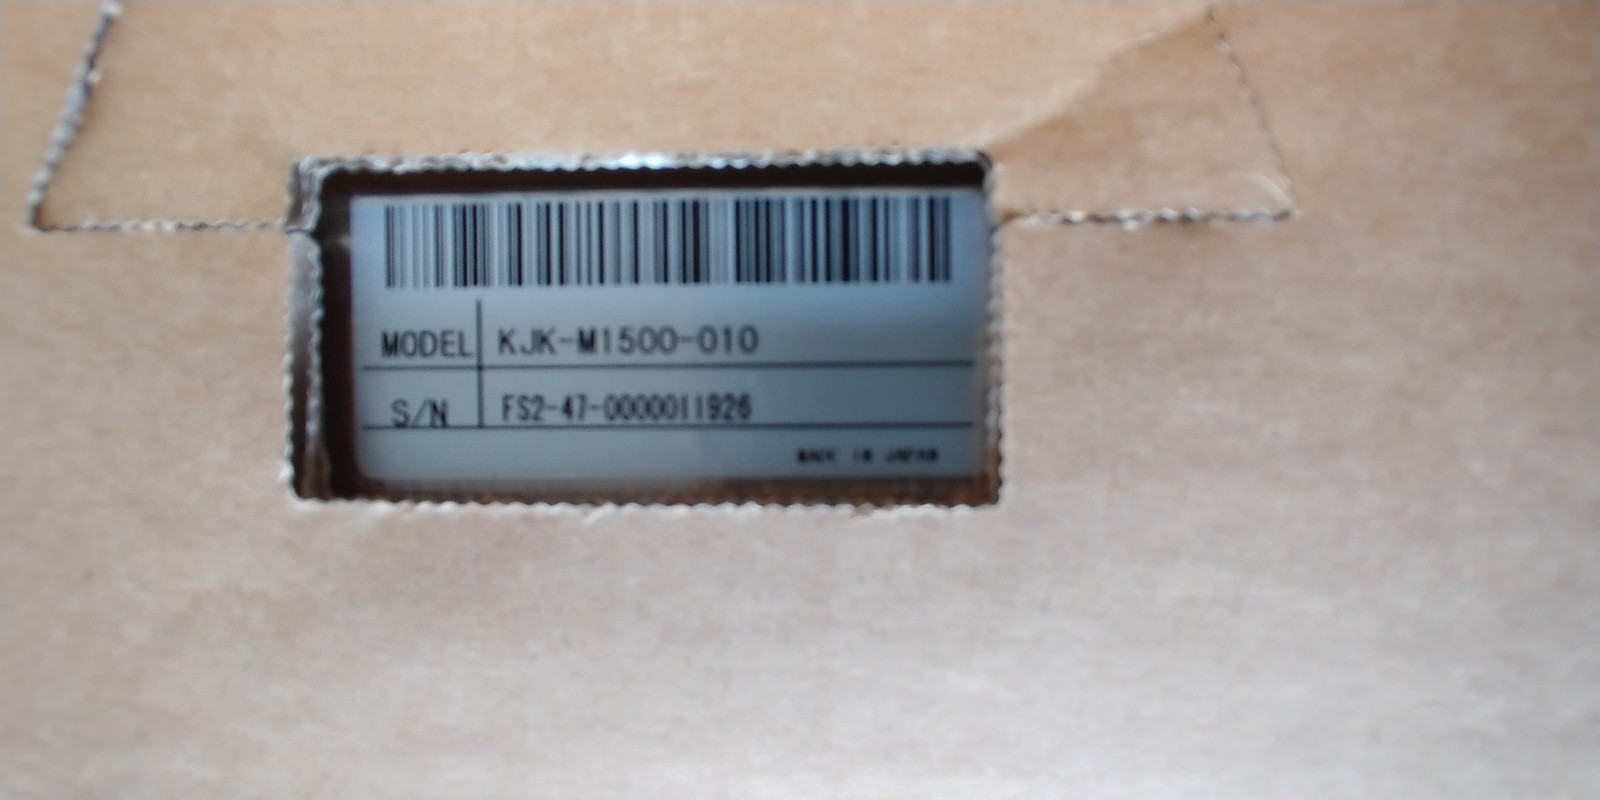 MODEL KJK-M1500-010
S/N FS2-47-0000011926
MADE IN JAPAN